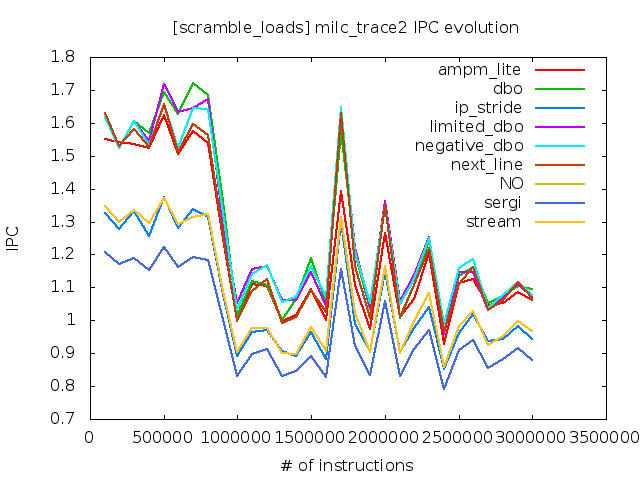 [scramble_loads] milc_trace2 IPC evolution
1.8
1.7
1.6
1.5
1.4
1.3
1.2
1.1
1
0.9
0.8
0.7
IPC
ampm_lite
dbo
ip_stride
limited_dbo
negative_dbo
next_line
NO
sergi
stream
0 500000 1000000 1500000 2000000 2500000 3000000 3500000
# of instructions